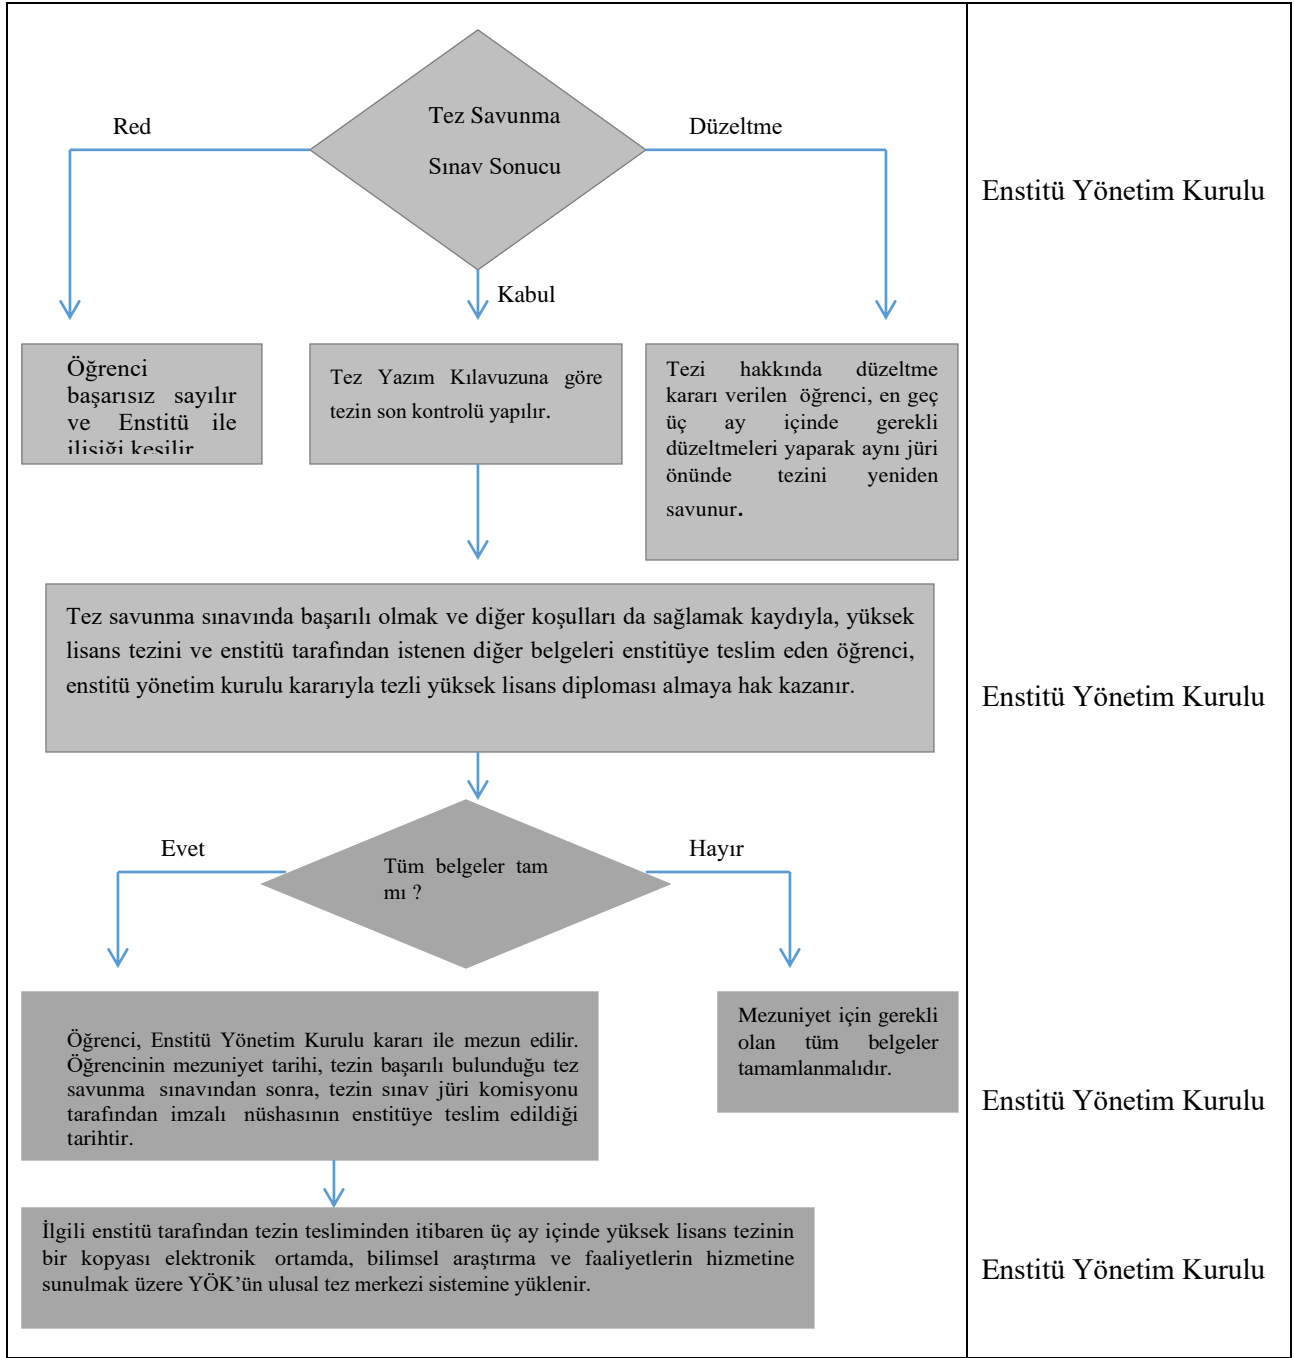 Tez Savunma
Sınav Sonucu
Red
Düzeltme
Kabul
Enstitü Yönetim Kurulu
Öğrenci
başarısız sayılır
ve Enstitü ile
ilişiği kesilir
Tez Yazım Kılavuzuna göre
tezin son kontrolü yapılır.
Tezi hakkında düzeltme
kararı verilen öğrenci, en geç
üç ay içinde gerekli
düzeltmeleri yaparak aynı jüri
önünde tezini yeniden
savunur.
Tez savunma sınavında başarılı olmak ve diğer koşulları da sağlamak kaydıyla, yüksek
lisans tezini ve enstitü tarafından istenen diğer belgeleri enstitüye teslim eden öğrenci,
enstitü yönetim kurulu kararıyla tezli yüksek lisans diploması almaya hak kazanır.
Enstitü Yönetim Kurulu
Tüm belgeler tam
mı ?
Evet
Hayır
Öğrenci, Enstitü Yönetim Kurulu kararı ile mezun edilir.
Öğrencinin mezuniyet tarihi, tezin başarılı bulunduğu tez
savunma sınavından sonra, tezin sınav jüri komisyonu
tarafından imzalı nüshasının enstitüye teslim edildiği
tarihtir.
Mezuniyet için gerekli
olan tüm belgeler
tamamlanmalıdır.
Enstitü Yönetim Kurulu
İlgili enstitü tarafından tezin tesliminden itibaren üç ay içinde yüksek lisans tezinin
bir kopyası elektronik ortamda, bilimsel araştırma ve faaliyetlerin hizmetine
sunulmak üzere YÖK’ün ulusal tez merkezi sistemine yüklenir.
Enstitü Yönetim Kurulu